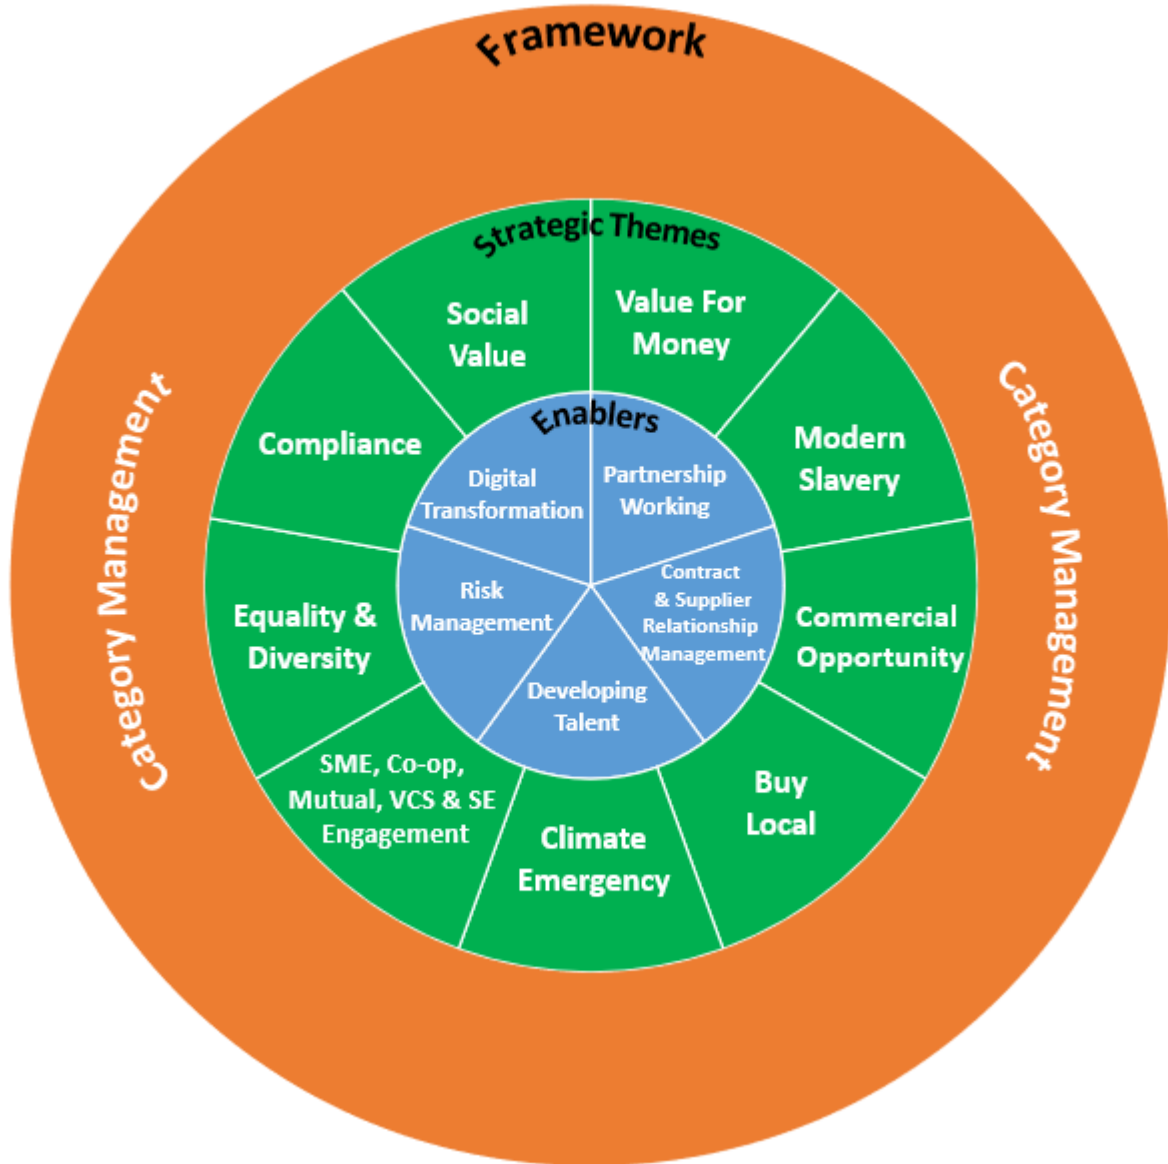 Framework
Category Management
Category Management
Strategic Themes
Value For
Money
Modern
Slavery
Commercial
Opportunity
Buy
Local
Climate
Emergency
SME, Co-op,
Mutual, VCS & SE
Engagement
Equality &
Diversity
Compliance
Social
Value
Enablers
Partnership
Working
Contract
& Supplier
Relationship
Management
Developing
Talent
Risk
Management
Digital
Transformation